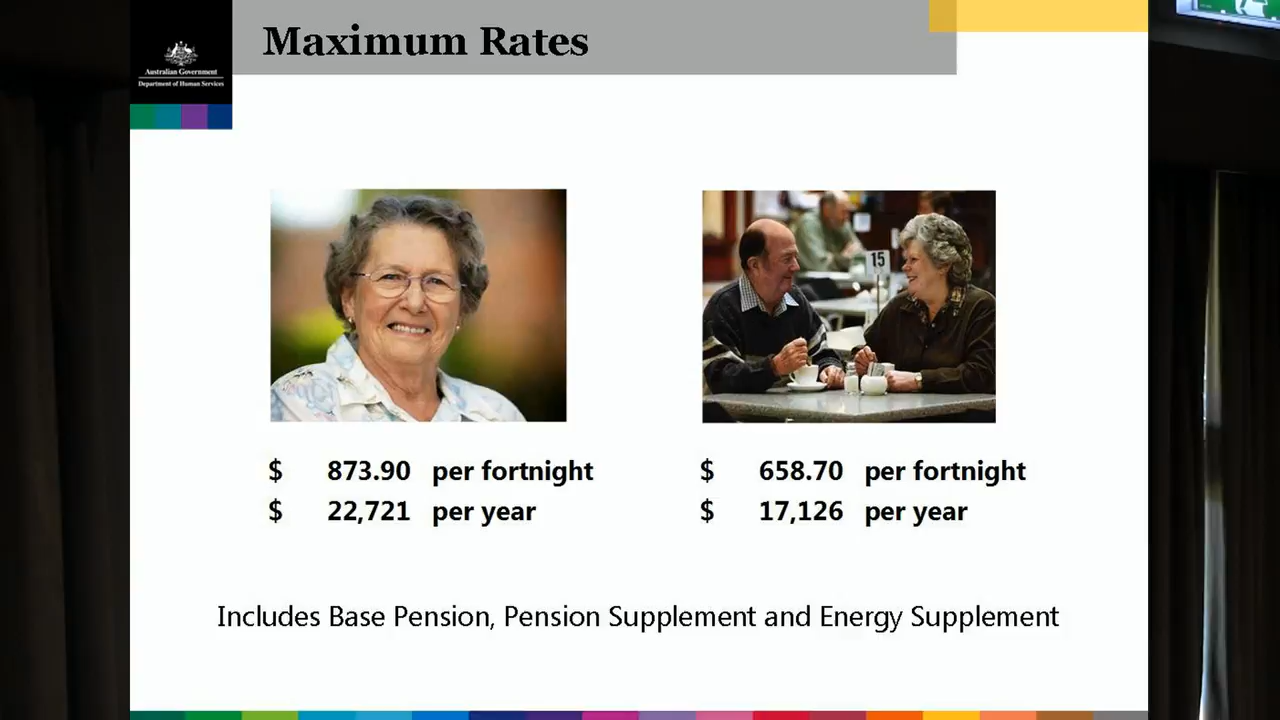 Maximum Rates
Australian Government
Department of Human Services
15
$ 873.90 per fortnight
$ 22,721 per year
$ 658.70 per fortnight
$ 17,126 per year
Includes Base Pension, Pension Supplement and Energy Supplement